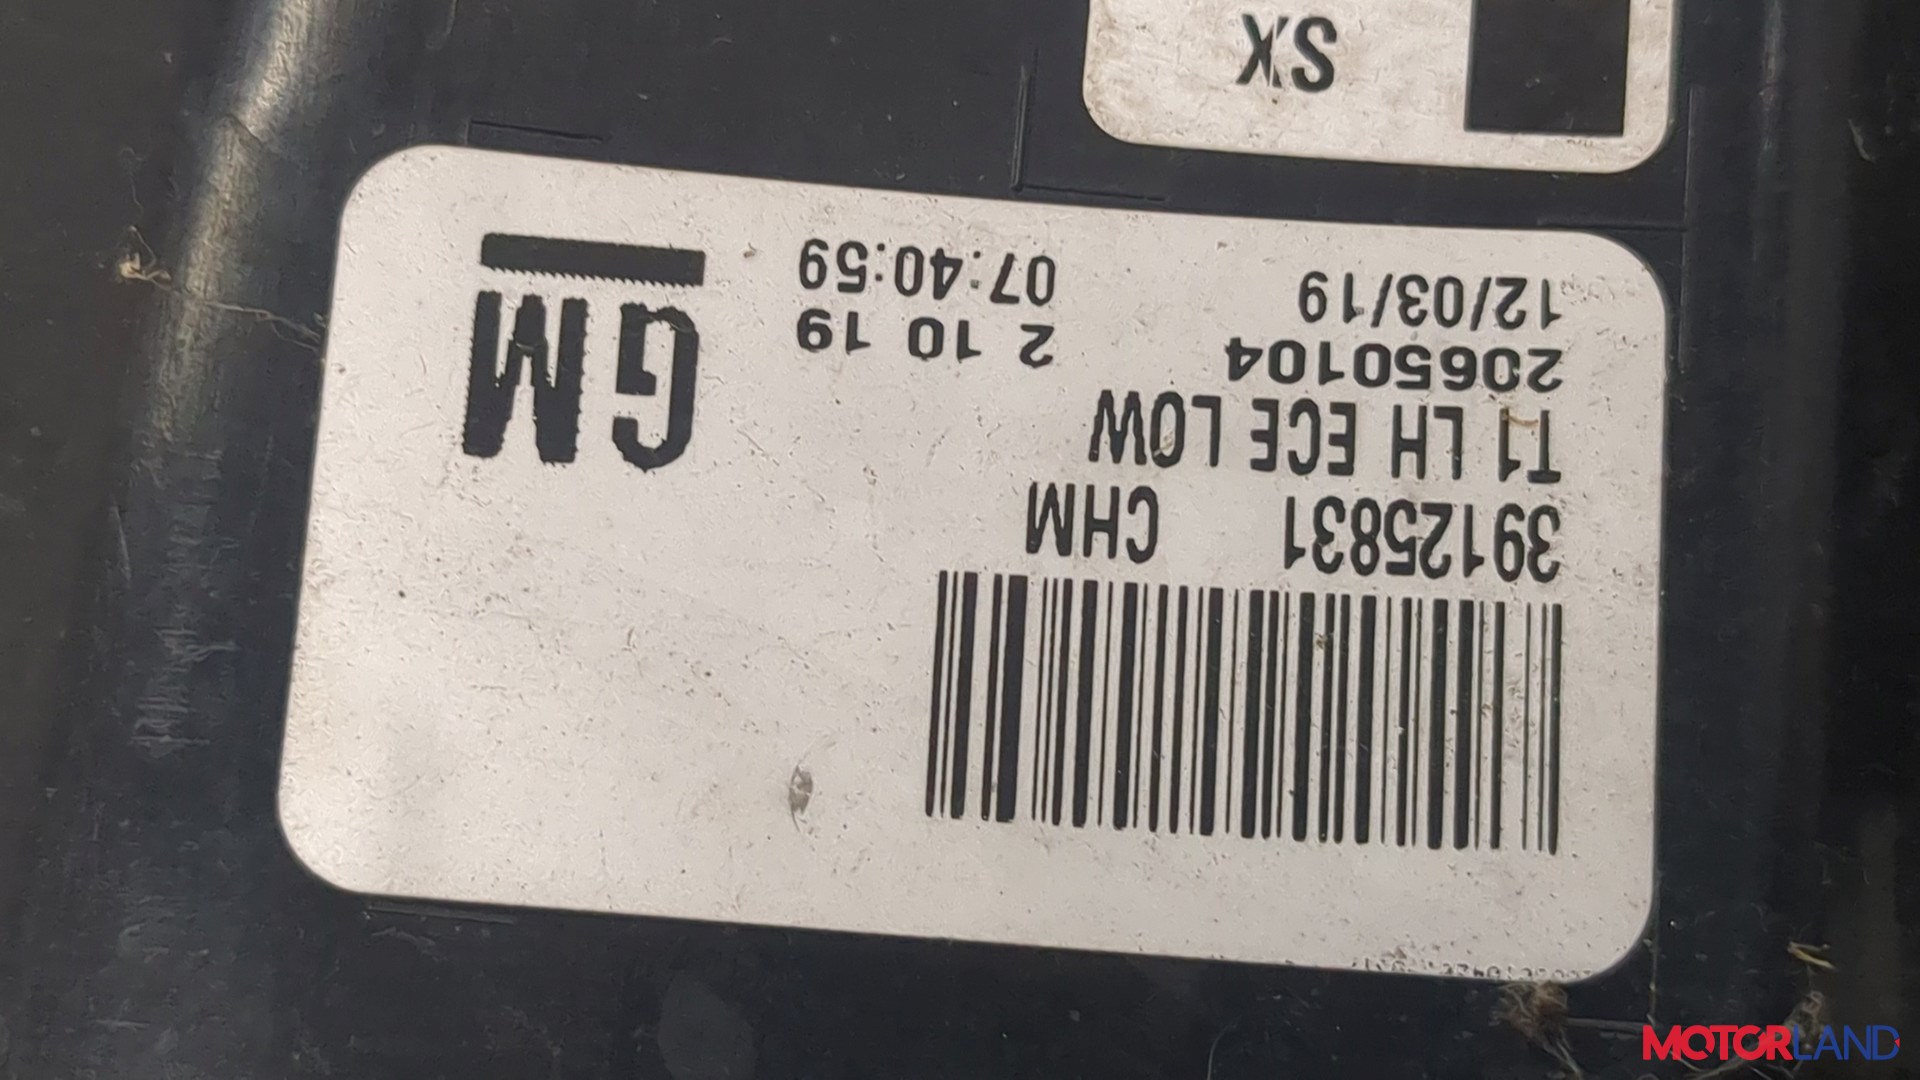 39125831 CHM
T1 LH ECE LOW
20650104
12/03/19
2 10 19
07:40:59
GM
SX
MOTORLAND